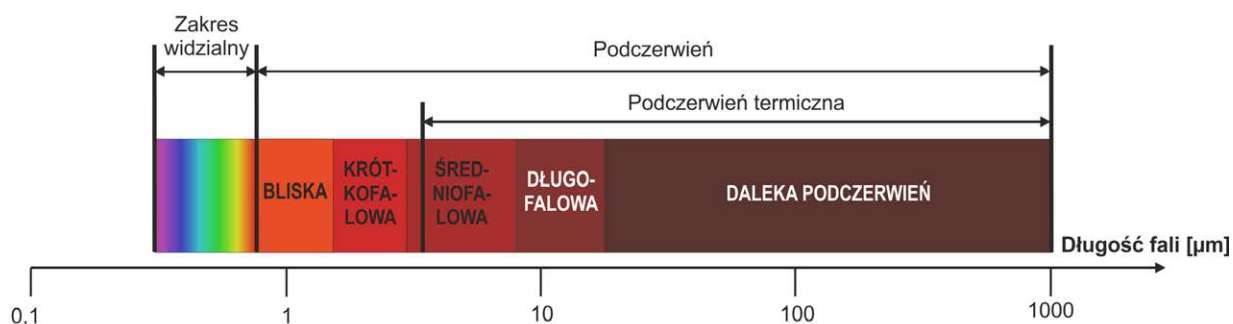 Zakres
widzialny
Podczerwień
Podczerwień termiczna
BLISKA
KRÓT-
KOFA-
LOWA
ŚRED-
NIOFA-
LOWA
DŁUGO-
FALOWA
DALEKA PODCZERWIEŃ
Długość fali [µm]
0,1
1
10
100
1000